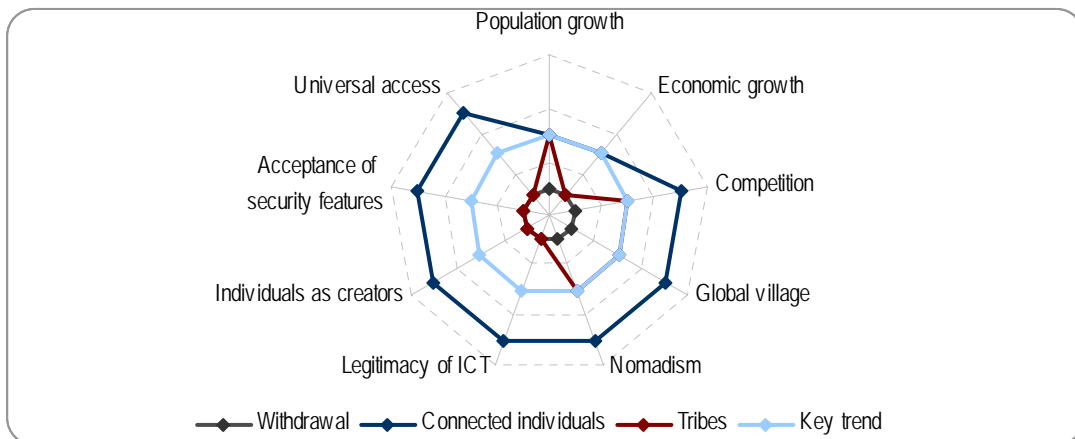 Population growth
Universal access
Economic growth
Acceptance of
security features
Competition
Individuals as creators
Global village
Legitimacy of ICT
Nomadism
Withdrawal Connected individuals Tribes Key trend